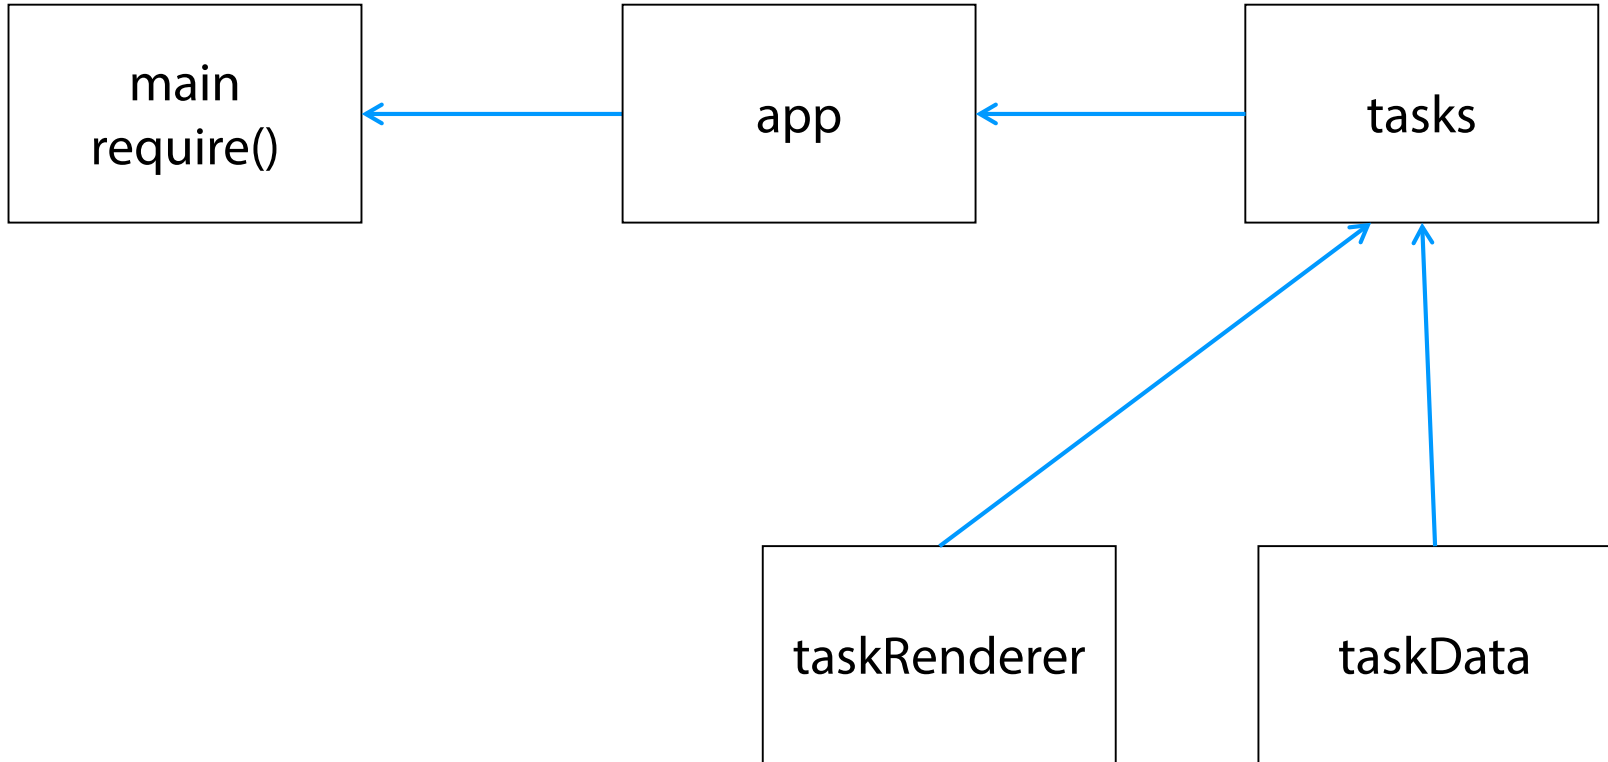 main
require()
app
tasks
taskRenderer
taskData